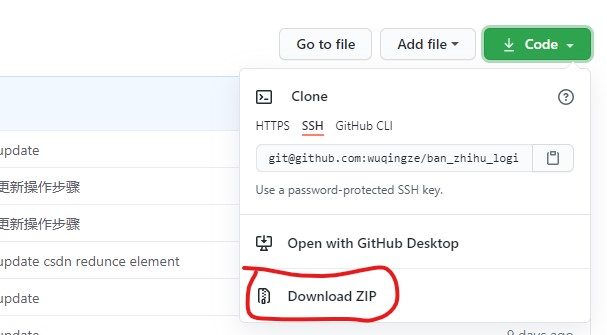 Go to file
Add file
Code
Clone
HTTPS SSH GitHub CLI
git@github.com:wuqingze/ban_zhihu_logi
Use a password-protected SSH key.
Open with GitHub Desktop
Download ZIP
update
更新操作步骤
更新操作步骤
update csdn redunce element
update
update
9 days ago